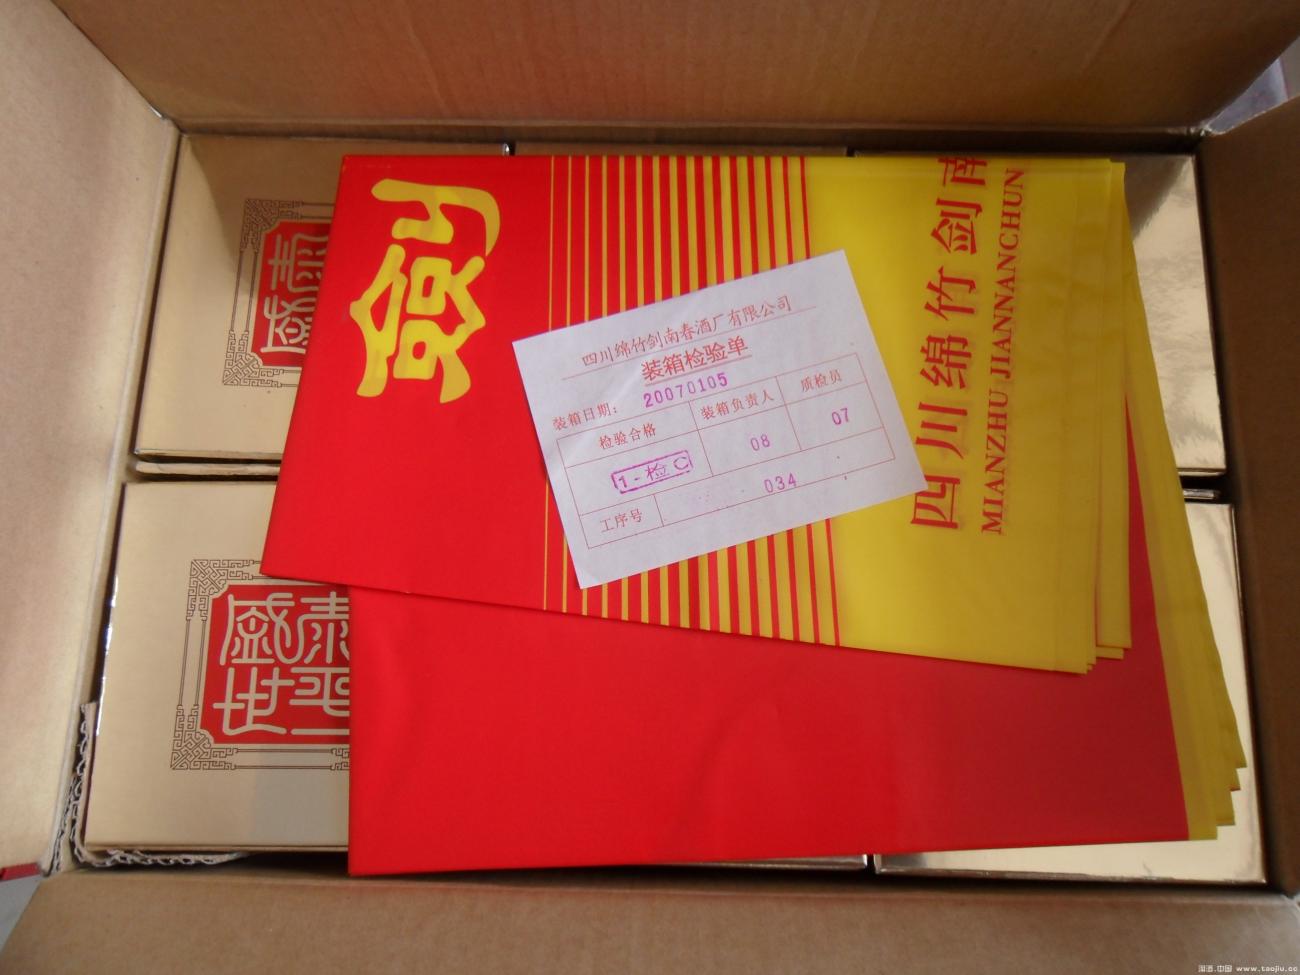 剑
四川绵竹剑南
MIANZHU JIANNANCHUN
四川绵竹剑南春酒厂有限公司
装箱检验单
装箱日期: 20070105
检验合格 装箱负责人 质检员
1-检C 08 07
工序号 034
盛世
泰平
淘酒.中国 www.taojiu.cc